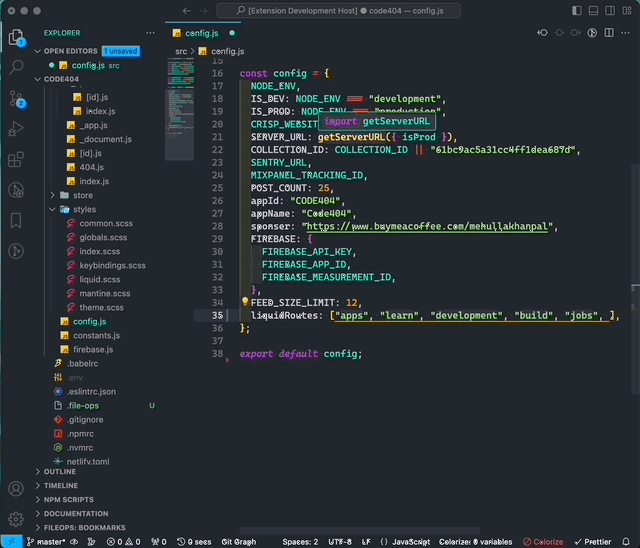 [Extension Development Host] code404 — config.js
EXPLORER
config.js
OPEN EDITORS 1 unsaved
config.js src
CODE404
[id].js
index.js
_app.js
_document.js
[id].js
404.js
index.js
store
styles
common.scss
globals.scss
index.scss
keybindings.scss
liquid.scss
mantine.scss
theme.scss
config.js
constants.js
firebase.js
.babelrc
.env
.eslintrc.json
.file-ops U
.gitignore
.npmrc
.nvmrc
netlify.toml
OUTLINE
TIMELINE
NPM SCRIPTS
DOCUMENTATION
FILEOPS: BOOKMARKS
src > config.js
15
16 const config = {
17 NODE_ENV,
18 IS_DEV: NODE_ENV === "development",
19 IS_PROD: NODE_ENV === "production",
20 CRISP_WEBSIT
import getServerURL
21 SERVER_URL: getServerURL({ isProd }),
22 COLLECTION_ID: COLLECTION_ID || "61bc9ac5a31cc4ff1dea687d",
23 SENTRY_URL,
24 MIXPANEL_TRACKING_ID,
25 POST_COUNT: 25,
26 appId: "CODE404",
27 appName: "Code404",
28 sponser: "https://www.buymeacoffee.com/mehullakhanpal",
29 FIREBASE: {
30 FIREBASE_API_KEY,
31 FIREBASE_APP_ID,
32 FIREBASE_MEASUREMENT_ID,
33 },
34 FEED_SIZE_LIMIT: 12,
35 liquidRoutes: ["apps", "learn", "development", "build", "jobs", ],
36 };
37
38 export default config;
master* 0 0 0 9 secs Git Graph Spaces: 2 UTF-8 LF {} JavaScript Colorize: 0 variables Colorize Prettier